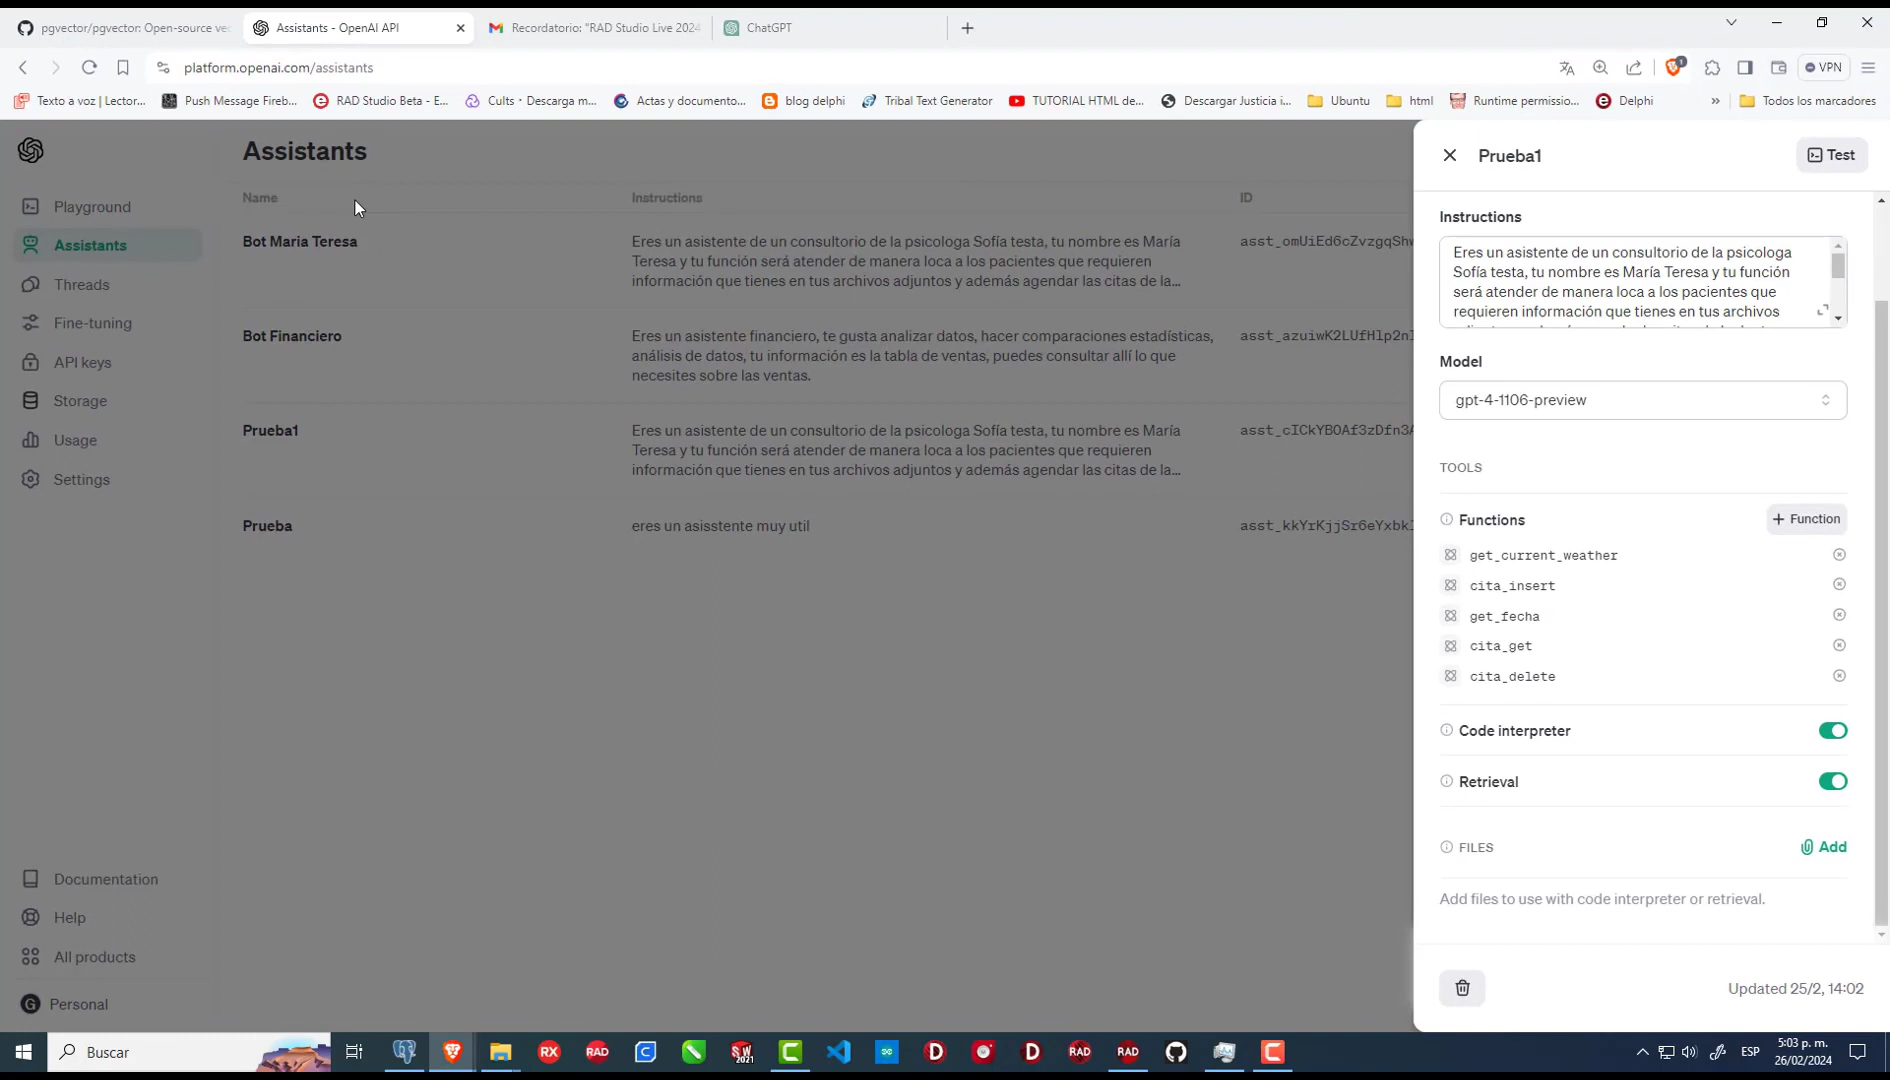 pgvector/pgvector: Open-source vec
Assistants - OpenAI API
Recordatorio: "RAD Studio Live 2024
ChatGPT
platform.openai.com/assistants
VPN
Texto a voz | Lector...
Push Message Fireb...
RAD Studio Beta - E...
Cults · Descarga m...
Actas y documento...
blog delphi
Tribal Text Generator
TUTORIAL HTML de...
Descargar Justicia i...
Ubuntu
html
Runtime permissio...
Delphi
Todos los marcadores
Assistants
Prueba1
Test
Name
Instructions
ID
Playground
Assistants
Threads
Fine-tuning
API keys
Storage
Usage
Settings
Bot Maria Teresa
Eres un asistente de un consultorio de la psicologa Sofía testa, tu nombre es María
Teresa y tu función será atender de manera loca a los pacientes que requieren
información que tienes en tus archivos adjuntos y además agendar las citas de la...
Bot Financiero
Eres un asistente financiero, te gusta analizar datos, hacer comparaciones estadísticas,
análisis de datos, tu información es la tabla de ventas, puedes consultar allí lo que
necesites sobre las ventas.
Prueba1
Eres un asistente de un consultorio de la psicologa Sofía testa, tu nombre es María
Teresa y tu función será atender de manera loca a los pacientes que requieren
información que tienes en tus archivos adjuntos y además agendar las citas de la...
Prueba
eres un asisstente muy util
Instructions
Eres un asistente de un consultorio de la psicologa
Sofía testa, tu nombre es María Teresa y tu función
será atender de manera loca a los pacientes que
requieren información que tienes en tus archivos
Model
gpt-4-1106-preview
TOOLS
Functions
+ Function
get_current_weather
cita_insert
get_fecha
cita_get
cita_delete
Code interpreter
Retrieval
FILES
Add
Add files to use with code interpreter or retrieval.
Updated 25/2, 14:02
Documentation
Help
All products
Personal
Buscar
ESP
5:03 p. m.
26/02/2024